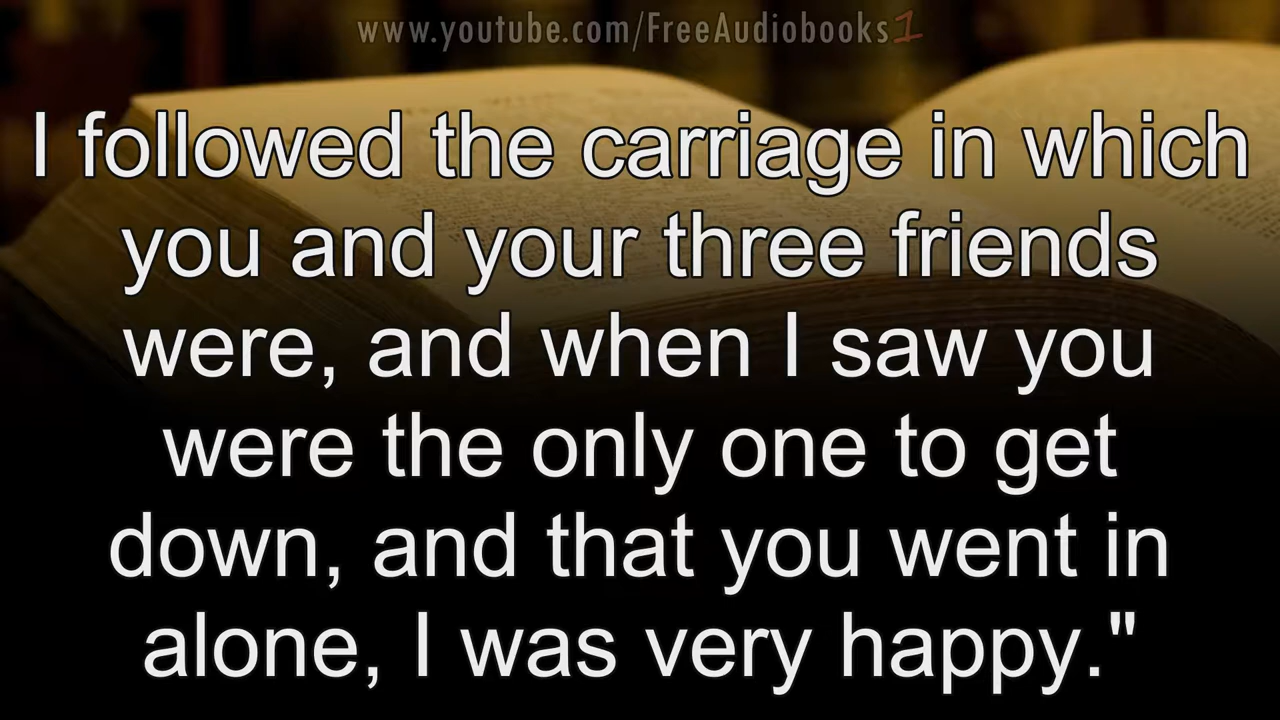 www.youtube.com/FreeAudiobooks1
I followed the carriage in which
you and your three friends
were, and when I saw you
were the only one to get
down, and that you went in
alone, I was very happy."